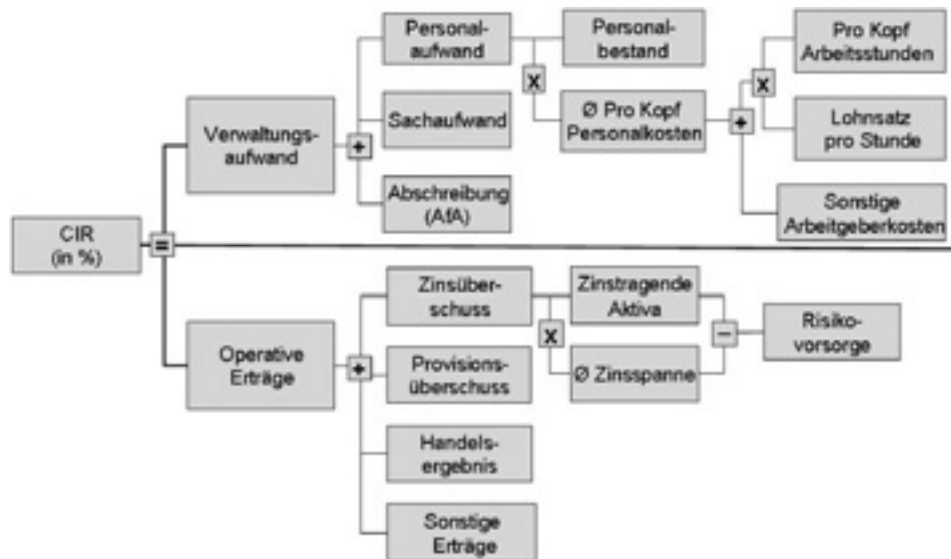 Personal-
aufwand
Personal-
bestand
Pro Kopf
Arbeitsstunden
X
X
Verwaltungs-
aufwand
+
Sachaufwand
Ø Pro Kopf
Personalkosten
+
Lohnsatz
pro Stunde
Abschreibung
(AfA)
Sonstige
Arbeitgeberkosten
CIR
(in %)
=
Zinsüber-
schuss
Zinstragende
Aktiva
Operative
Erträge
+
X
–
Risiko-
vorsorge
Provisions-
überschuss
Ø Zinsspanne
Handels-
ergebnis
Sonstige
Erträge